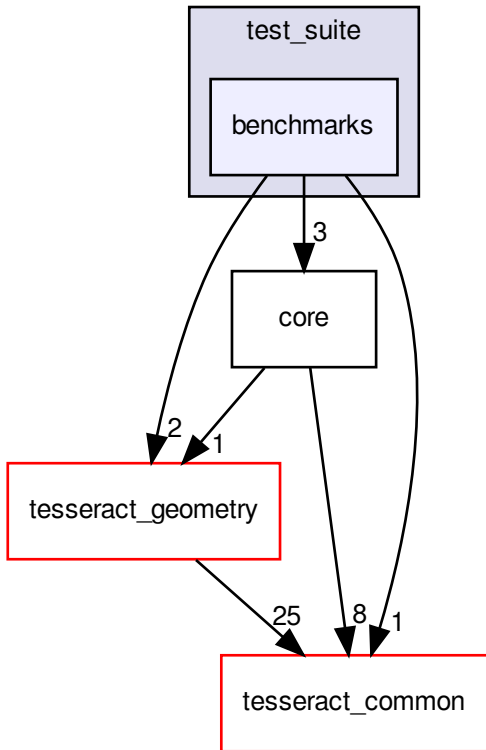 test_suite
benchmarks
3
core
2
1
tesseract_geometry
25
8
1
tesseract_common